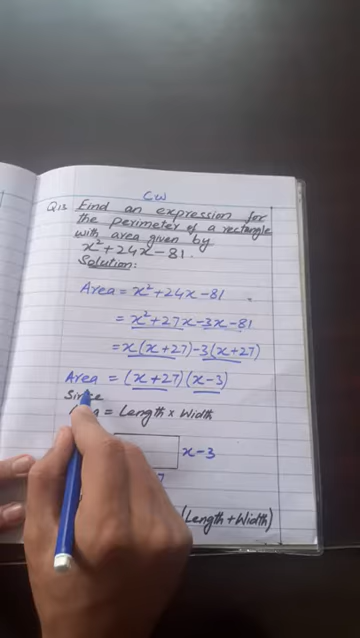 CW
Q13 Find an expression for
the perimeter of a rectangle
with area given by
x² + 24x - 81.
Solution:
Area = x² + 24x - 81
= x² + 27x - 3x - 81
= x(x + 27) - 3(x + 27)
Area = (x + 27)(x - 3)
Since
= Length × Width
x - 3
(Length + Width)